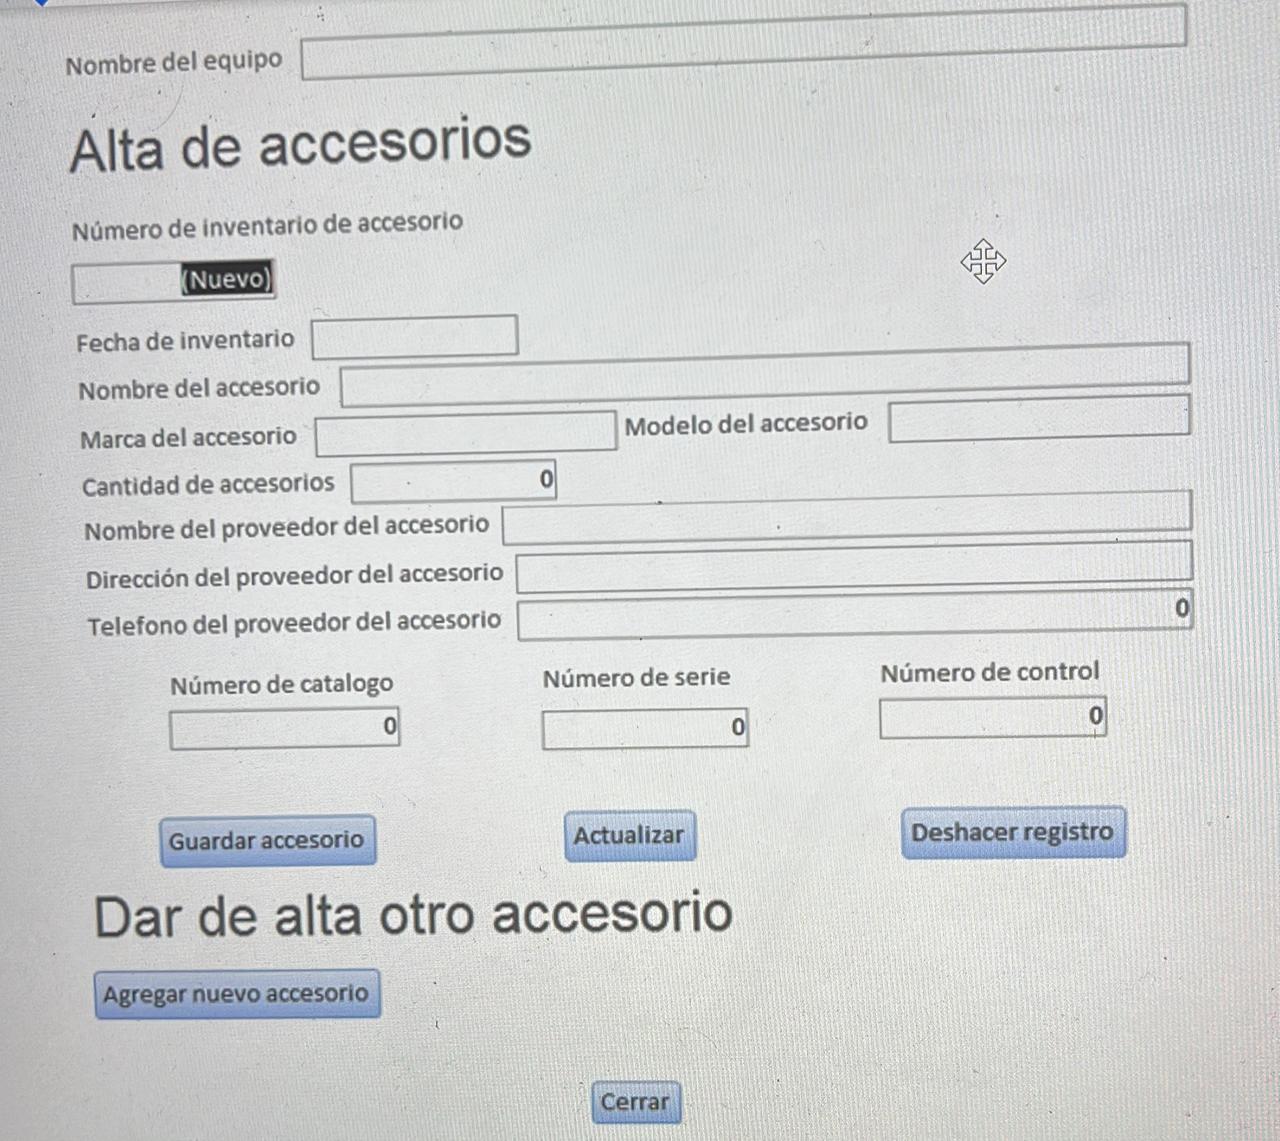 Nombre del equipo
Alta de accesorios
Número de inventario de accesorio
(Nuevo)
Fecha de inventario
Nombre del accesorio
Marca del accesorio Modelo del accesorio
Cantidad de accesorios 0
Nombre del proveedor del accesorio
Dirección del proveedor del accesorio
Telefono del proveedor del accesorio 0
Número de catalogo Número de serie Número de control
0 0 0
Guardar accesorio Actualizar Deshacer registro
Dar de alta otro accesorio
Agregar nuevo accesorio
Cerrar